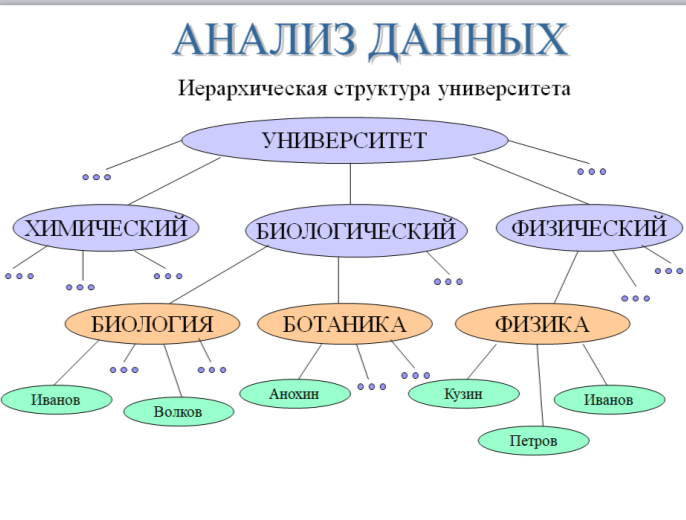 АНАЛИЗ ДАННЫХ
Иерархическая структура университета
УНИВЕРСИТЕТ
ХИМИЧЕСКИЙ
БИОЛОГИЧЕСКИЙ
ФИЗИЧЕСКИЙ
БИОЛОГИЯ
БОТАНИКА
ФИЗИКА
Иванов
Волков
Анохин
Кузин
Иванов
Петров